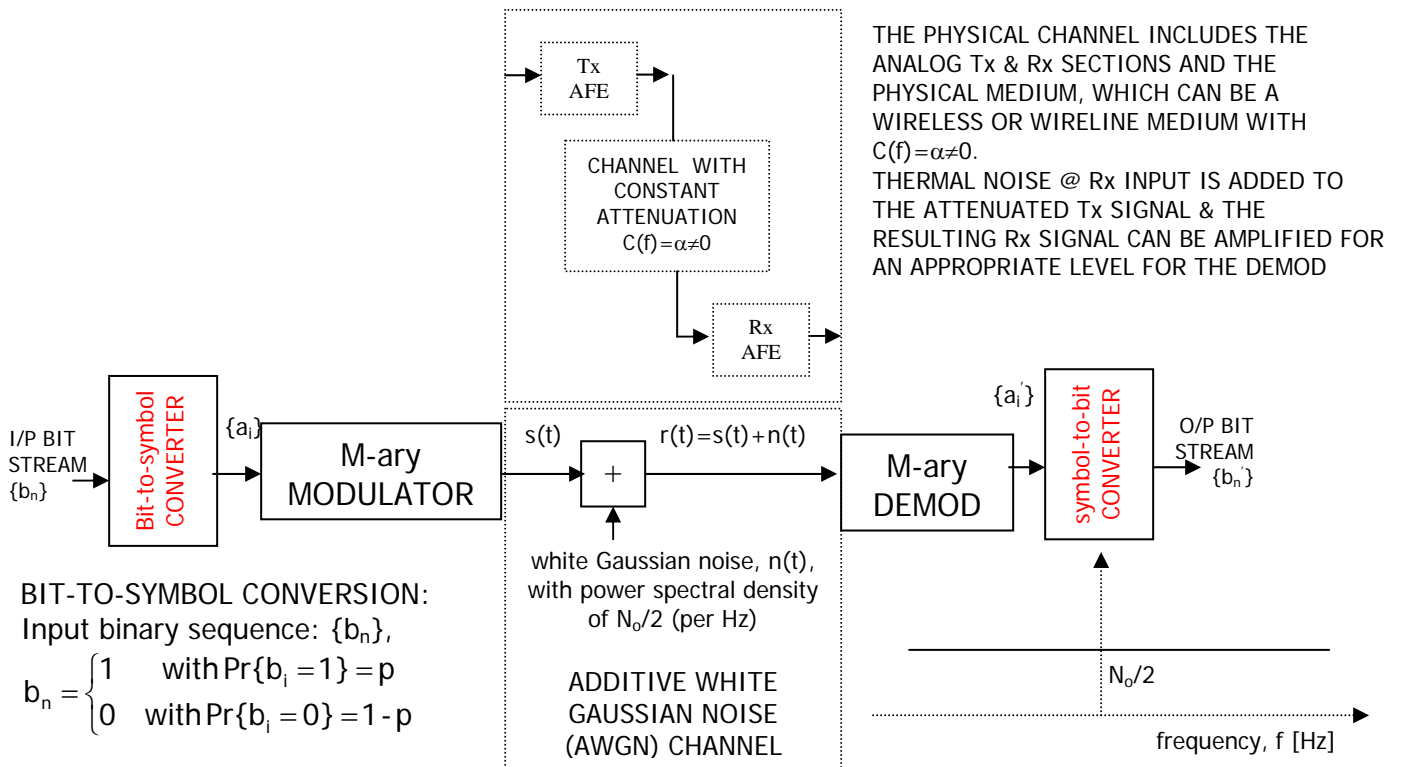 Tx
AFE
CHANNEL WITH
CONSTANT
ATTENUATION
C(f)=α≠0
Rx
AFE
THE PHYSICAL CHANNEL INCLUDES THE
ANALOG Tx & Rx SECTIONS AND THE
PHYSICAL MEDIUM, WHICH CAN BE A
WIRELESS OR WIRELINE MEDIUM WITH
C(f)=α≠0.
THERMAL NOISE @ Rx INPUT IS ADDED TO
THE ATTENUATED Tx SIGNAL & THE
RESULTING Rx SIGNAL CAN BE AMPLIFIED FOR
AN APPROPRIATE LEVEL FOR THE DEMOD
I/P BIT
STREAM
{bₙ}
Bit-to-symbol
CONVERTER
{aᵢ}
M-ary
MODULATOR
s(t)
+
r(t)=s(t)+n(t)
white Gaussian noise, n(t),
with power spectral density
of Nₒ/2 (per Hz)
ADDITIVE WHITE
GAUSSIAN NOISE
(AWGN) CHANNEL
M-ary
DEMOD
{aᵢ'}
symbol-to-bit
CONVERTER
O/P BIT
STREAM
{bₙ'}
BIT-TO-SYMBOL CONVERSION:
Input binary sequence: {bₙ},
bₙ = {1 with Pr{bᵢ = 1} = p
0 with Pr{bᵢ = 0} = 1 - p
Nₒ/2
frequency, f [Hz]